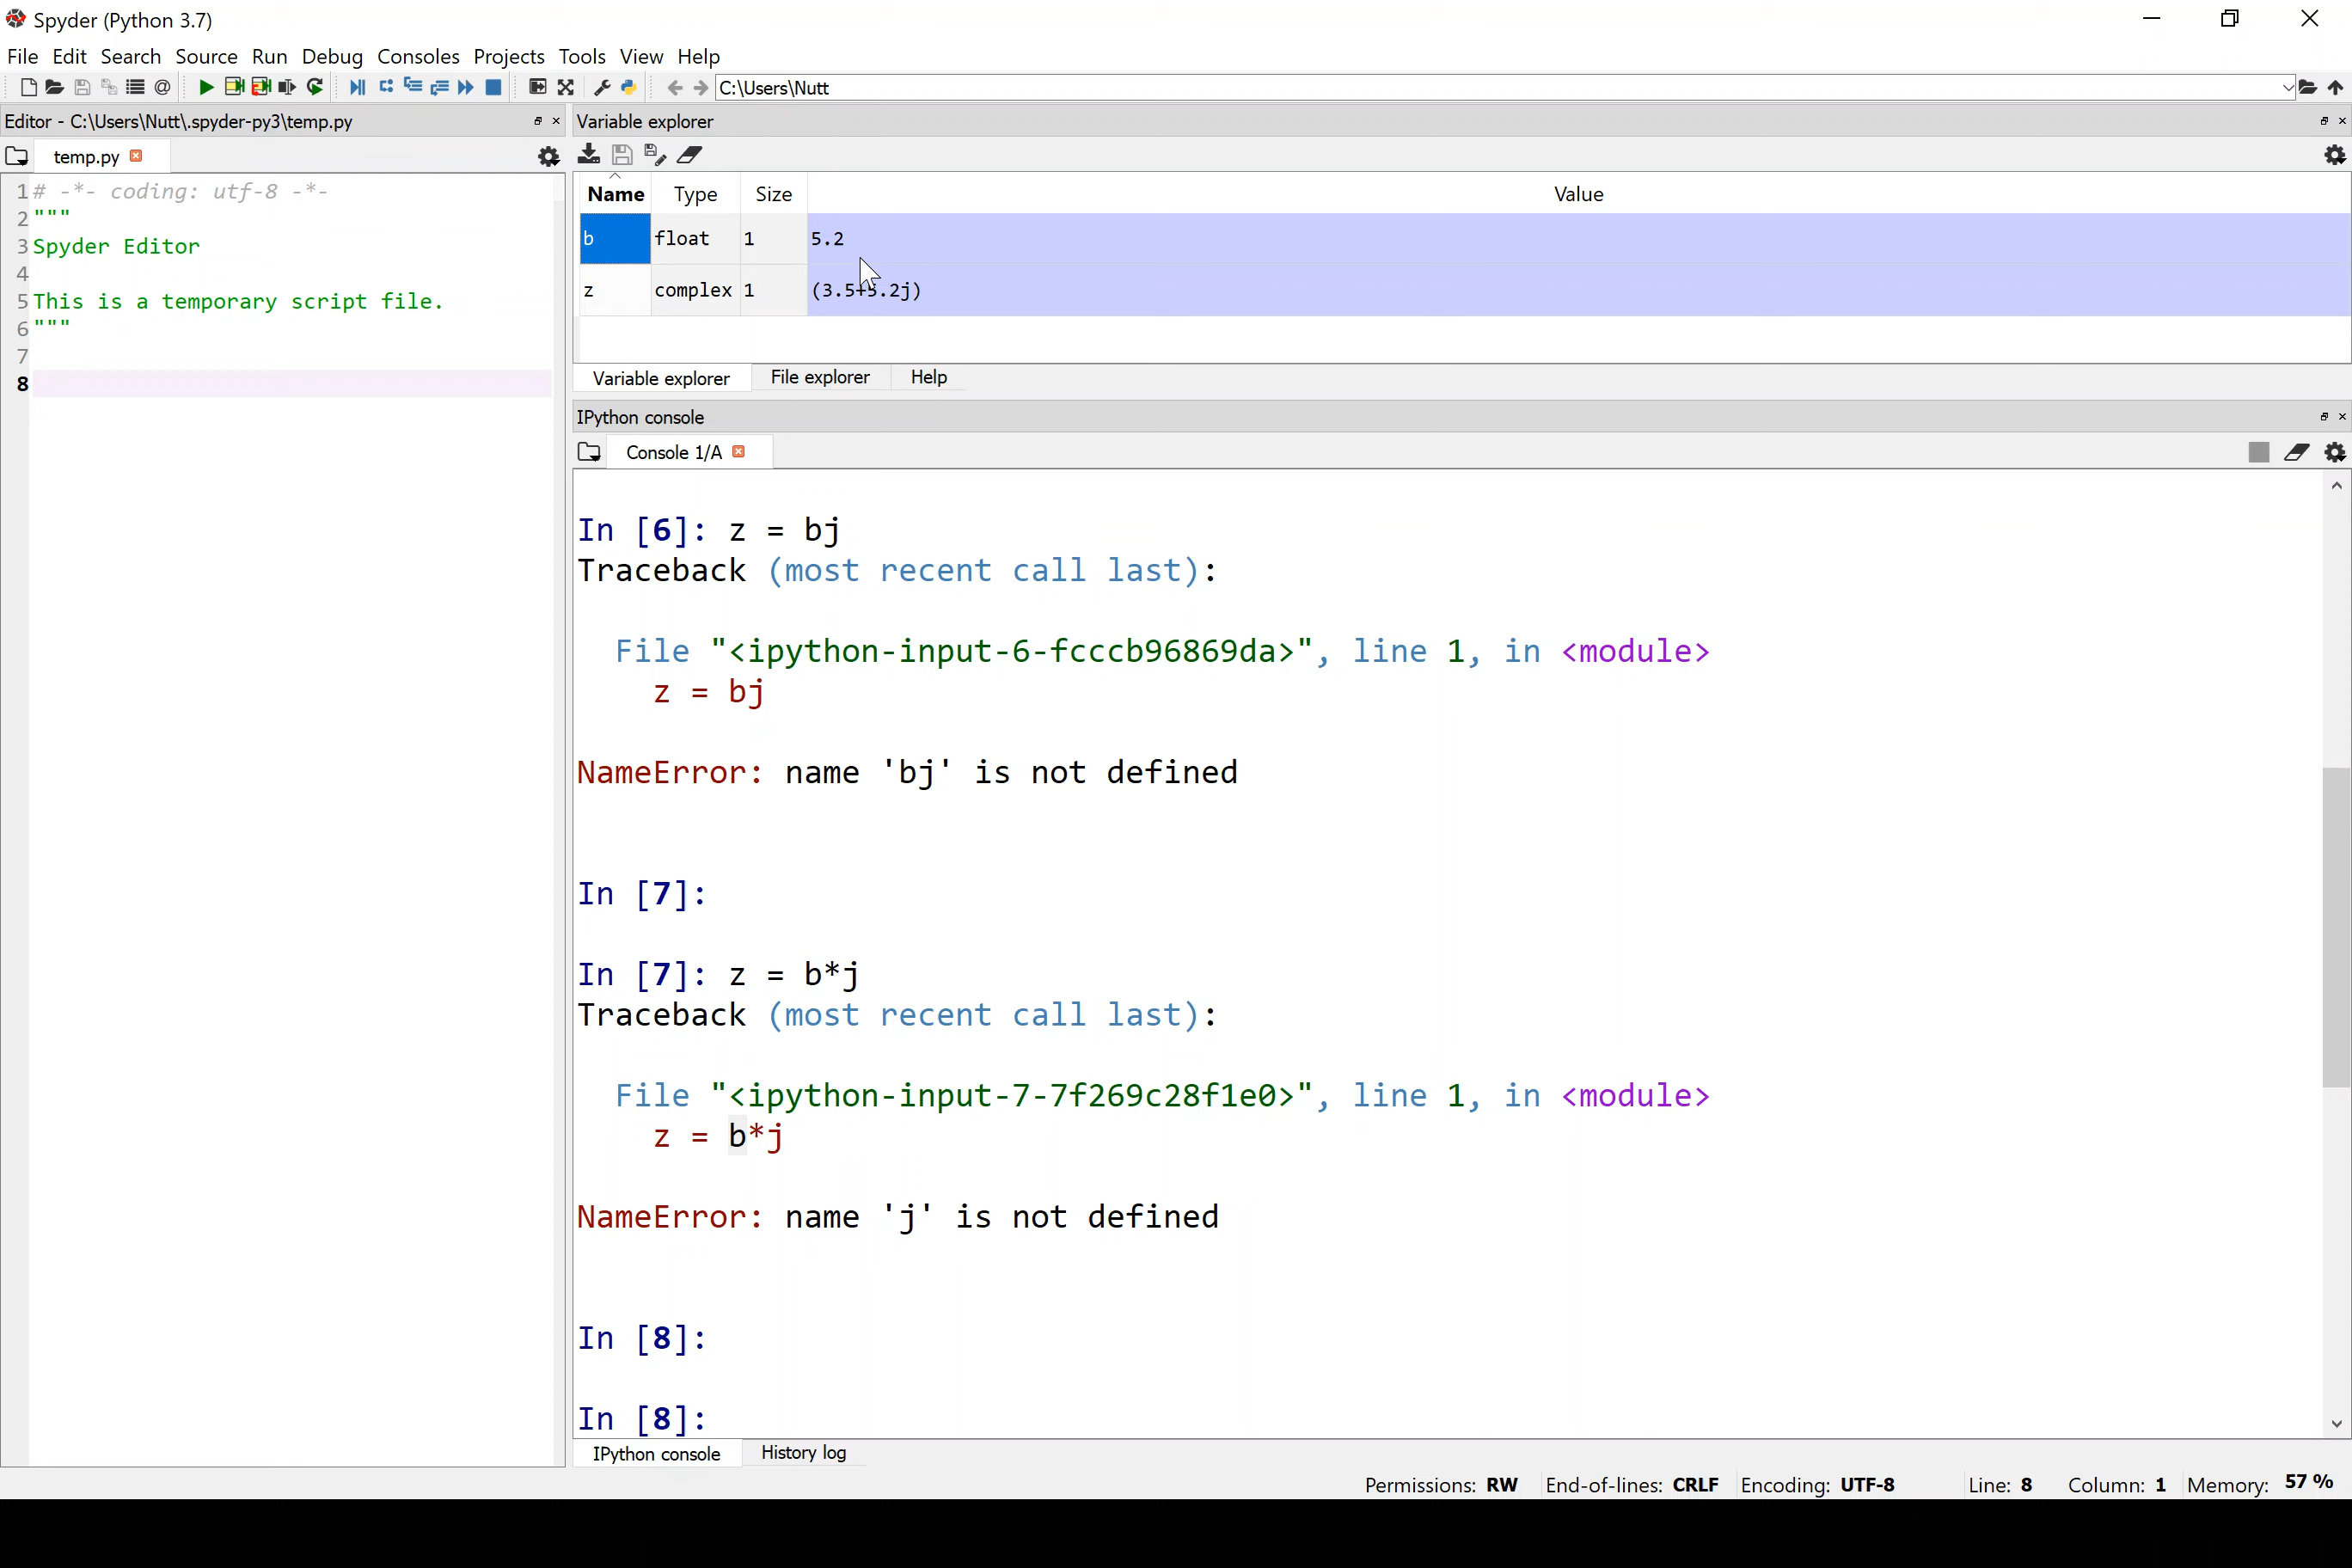 Spyder (Python 3.7)
File Edit Search Source Run Debug Consoles Projects Tools View Help
C:\Users\Nutt
Editor - C:\Users\Nutt\.spyder-py3\temp.py
temp.py
1 # -*- coding: utf-8 -*-
2 """
3 Spyder Editor
4
5 This is a temporary script file.
6 """
7
8
Variable explorer
Name Type Size Value
b float 1 5.2
z complex 1
Variable explorer File explorer Help
IPython console
Console 1/A
In [6]: z = bj
Traceback (most recent call last):
File "<ipython-input-6-fcccb96869da>", line 1, in <module>
z = bj
NameError: name 'bj' is not defined
In [7]:
In [7]: z = b*j
Traceback (most recent call last):
File "<ipython-input-7-7f269c28f1e0>", line 1, in <module>
z = b*j
NameError: name 'j' is not defined
In [8]:
In [8]:
IPython console History log
Permissions: RW End-of-lines: CRLF Encoding: UTF-8 Line: 8 Column: 1 Memory: 57 %